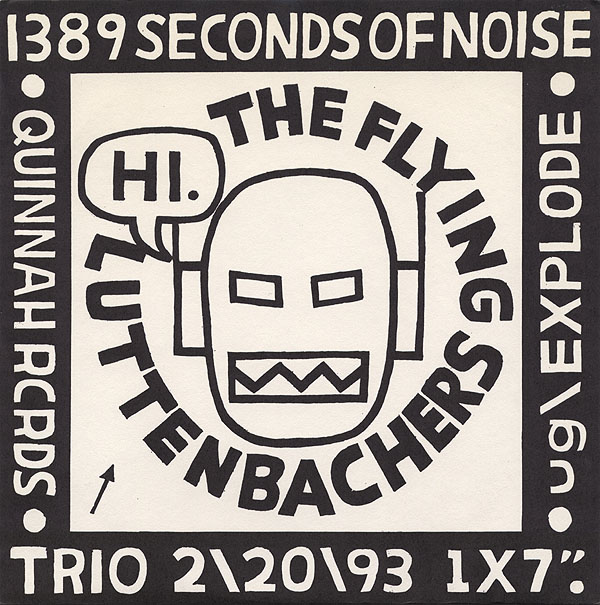 1389 SECONDS OF NOISE
THE FLYING
LUTTENBACHERS
HI.
QUINNAH RCRDS
ug\EXPLODE
TRIO 2\20\93 1X7”.